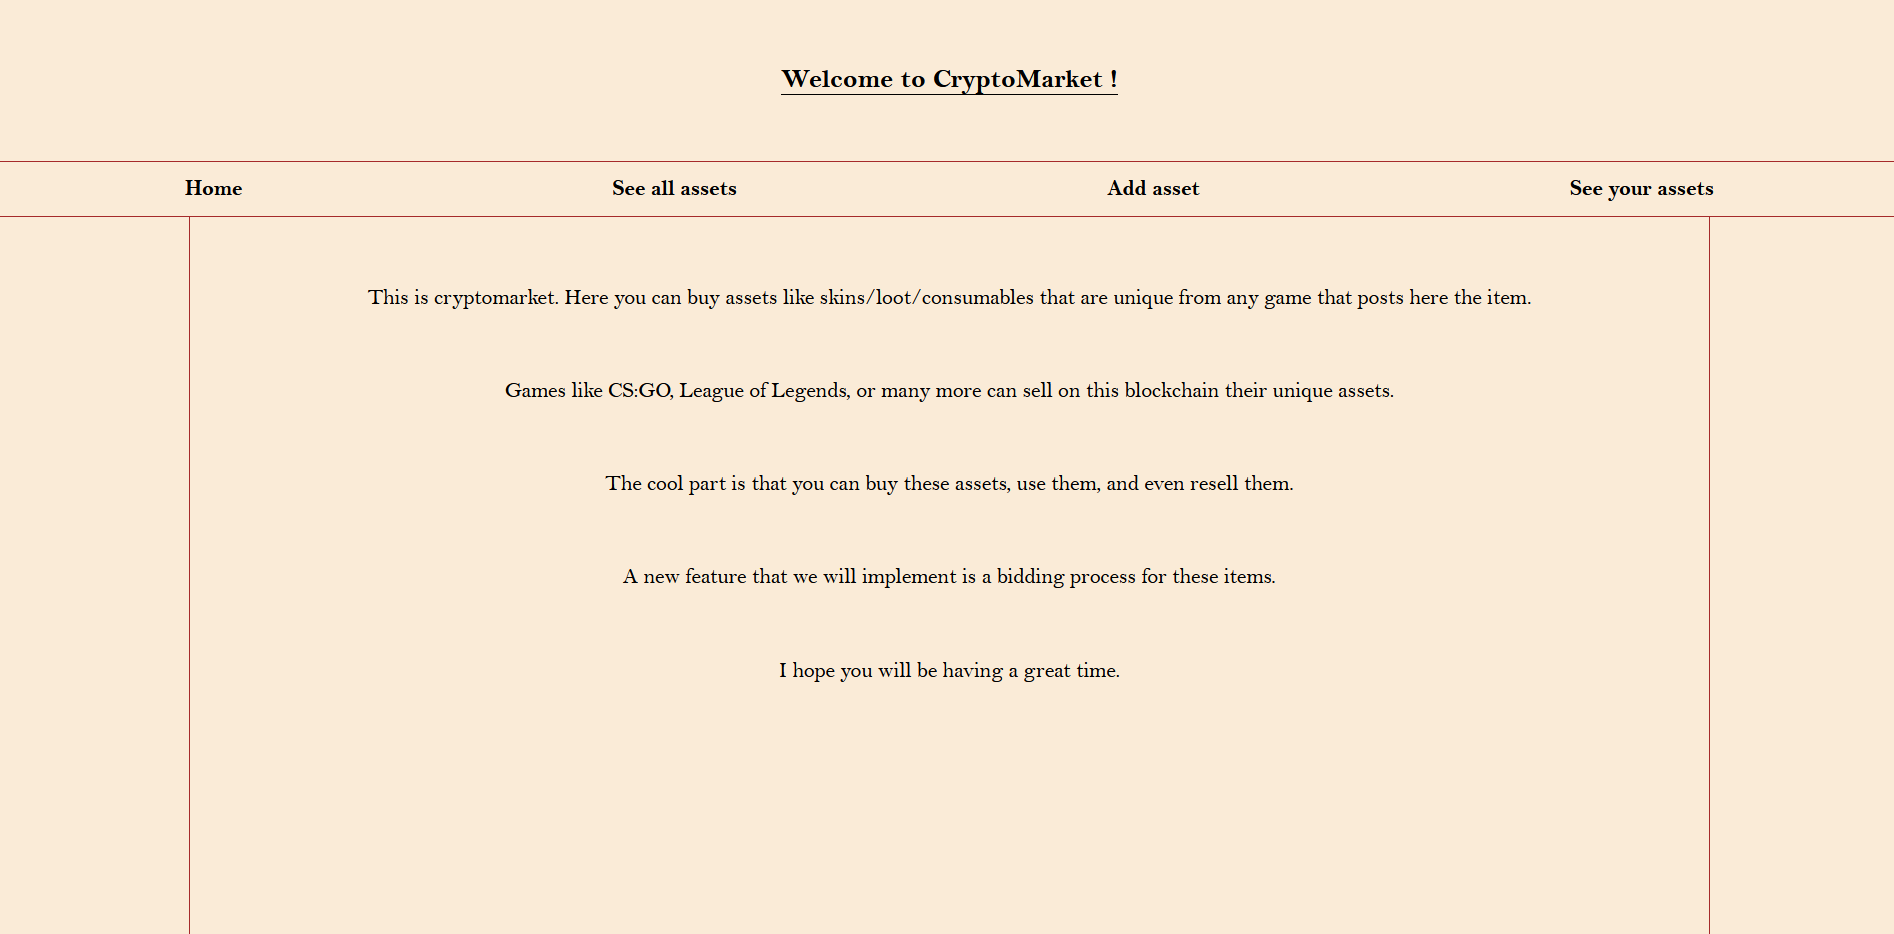 Welcome to CryptoMarket !
Home
See all assets
Add asset
See your assets
This is cryptomarket. Here you can buy assets like skins/loot/consumables that are unique from any game that posts here the item.
Games like CS:GO, League of Legends, or many more can sell on this blockchain their unique assets.
The cool part is that you can buy these assets, use them, and even resell them.
A new feature that we will implement is a bidding process for these items.
I hope you will be having a great time.